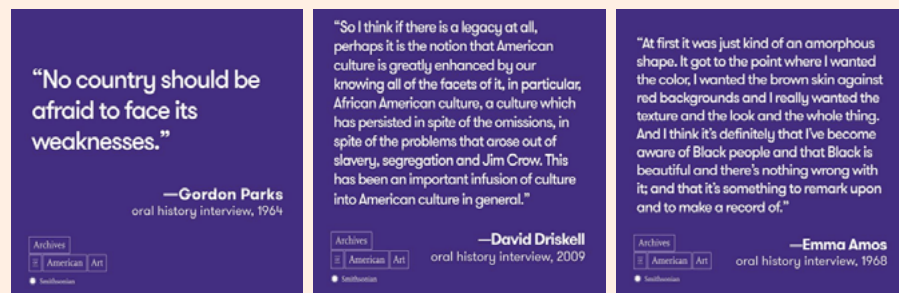 “No country should be
afraid to face its
weaknesses.”
—Gordon Parks
oral history interview, 1964
Archives
of American Art
Smithsonian
“So I think if there is a legacy at all,
perhaps it is the notion that American
culture is greatly enhanced by our
knowing all of the facets of it, in particular,
African American culture, a culture which
has persisted in spite of the omissions, in
spite of the problems that arose out of
slavery, segregation and Jim Crow. This
has been an important infusion of culture
into American culture in general.”
—David Driskell
oral history interview, 2009
Archives
of American Art
Smithsonian
“At first it was just kind of an amorphous
shape. It got to the point where I wanted
the color, I wanted the brown skin against
red backgrounds and I really wanted the
texture and the look and the whole thing.
And I think it’s definitely that I’ve become
aware of Black people and that Black is
beautiful and there’s nothing wrong with
it; and that it’s something to remark upon
and to make a record of.”
—Emma Amos
oral history interview, 1968
Archives
of American Art
Smithsonian